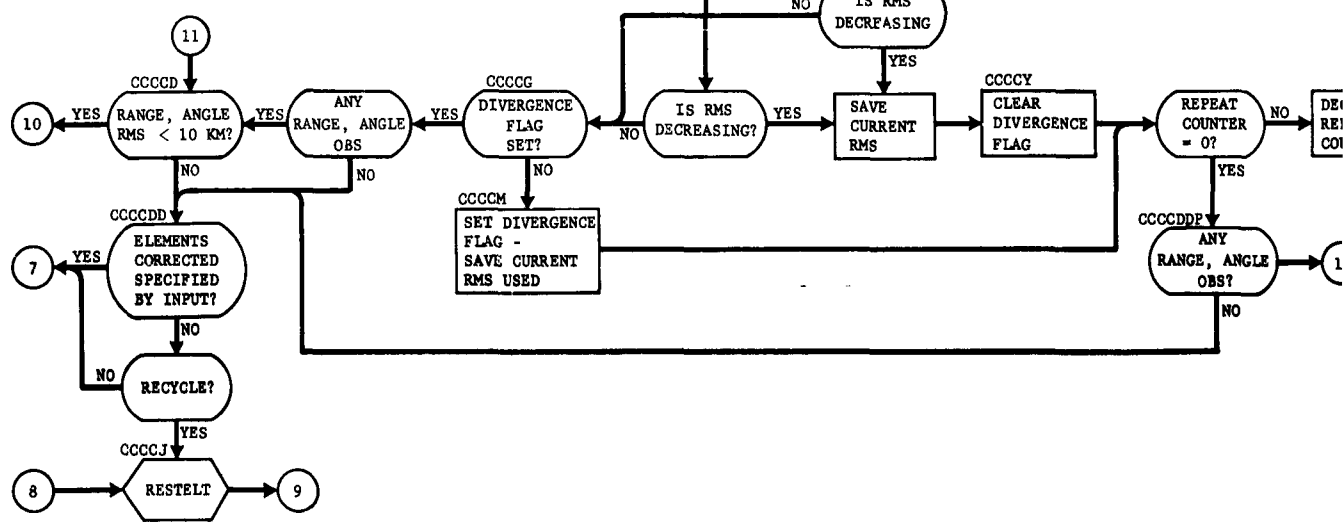 NO
IS RMS
DECREASING
YES
11
CCCCD
RANGE, ANGLE
RMS < 10 KM?
YES
10
NO
YES
ANY
RANGE, ANGLE
OBS
NO
YES
CCCCG
DIVERGENCE
FLAG
SET?
NO
NO
IS RMS
DECREASING?
YES
SAVE
CURRENT
RMS
CCCCY
CLEAR
DIVERGENCE
FLAG
REPEAT
COUNTER
= 0?
NO
YES
CCCCM
SET DIVERGENCE
FLAG -
SAVE CURRENT
RMS USED
CCCCDDP
ANY
RANGE, ANGLE
OBS?
NO
CCCCDD
ELEMENTS
CORRECTED
SPECIFIED
BY INPUT?
YES
7
NO
RECYCLE?
NO
YES
CCCCJ
8
RESTELT
9